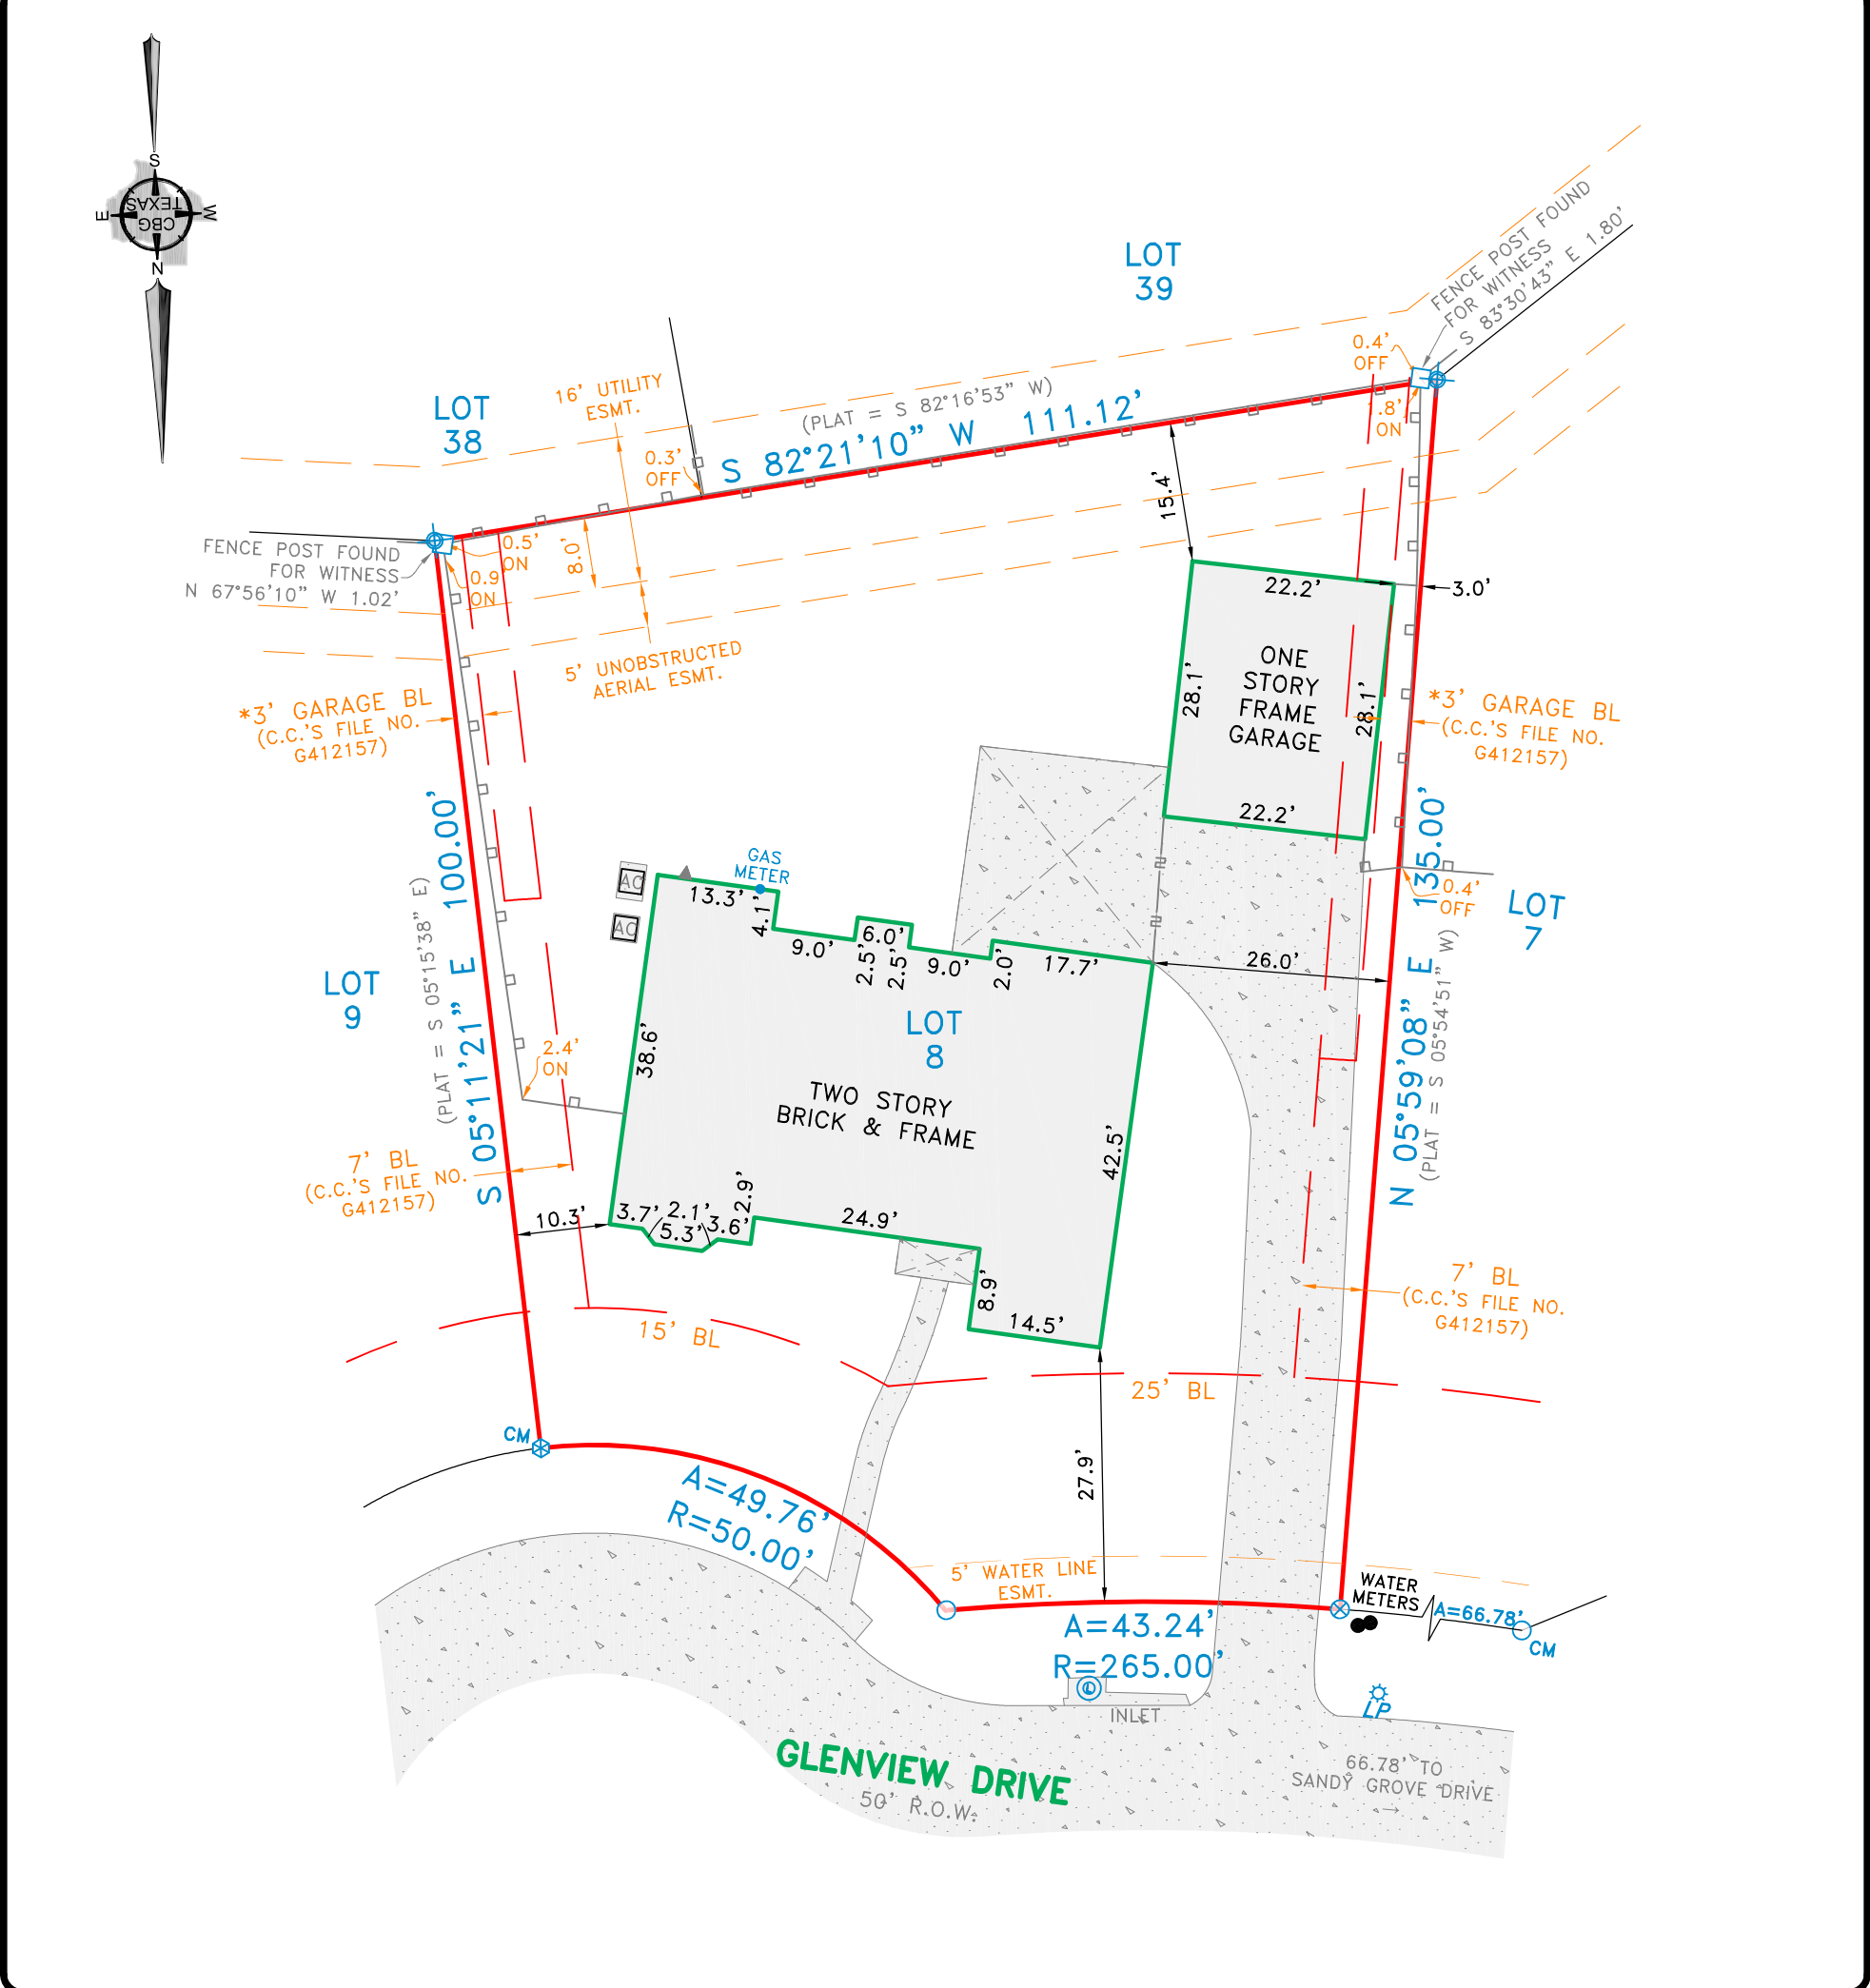 S
E
W
TEXAS
CBG
N
LOT
39
FENCE POST FOUND
FOR WITNESS
S 83°30'43" E 1.80'
0.4'
OFF
.8'
ON
LOT
38
16' UTILITY
ESMT.
(PLAT = S 82°16'53" W)
S 82°21'10" W 111.12'
0.3'
OFF
FENCE POST FOUND
FOR WITNESS
N 67°56'10" W 1.02'
0.5'
ON
0.9
ON
8.0'
15.4'
5' UNOBSTRUCTED
AERIAL ESMT.
22.2'
3.0'
ONE
STORY
FRAME
GARAGE
28.1'
28.1'
22.2'
*3' GARAGE BL
(C.C.'S FILE NO.
G412157)
*3' GARAGE BL
(C.C.'S FILE NO.
G412157)
S 05°11'21" E 100.00'
(PLAT = S 05°15'38" E)
N 05°59'08" E 135.00'
(PLAT = S 05°54'51" W)
0.4'
OFF
LOT
7
LOT
9
AC
AC
GAS
METER
13.3'
4.1'
9.0'
2.5'
6.0'
2.5'
9.0'
2.0'
17.7'
26.0'
LOT
8
38.6'
2.4'
ON
TWO STORY
BRICK & FRAME
42.5'
7' BL
(C.C.'S FILE NO.
G412157)
10.3'
3.7'
2.1'
5.3'
3.6'
2.9'
24.9'
8.9'
14.5'
7' BL
(C.C.'S FILE NO.
G412157)
15' BL
25' BL
27.9'
CM
A=49.76'
R=50.00'
5' WATER LINE
ESMT.
WATER
METERS
A=66.78'
CM
A=43.24'
R=265.00'
L
INLET
LP
GLENVIEW DRIVE
50' R.O.W.
66.78' TO
SANDY GROVE DRIVE